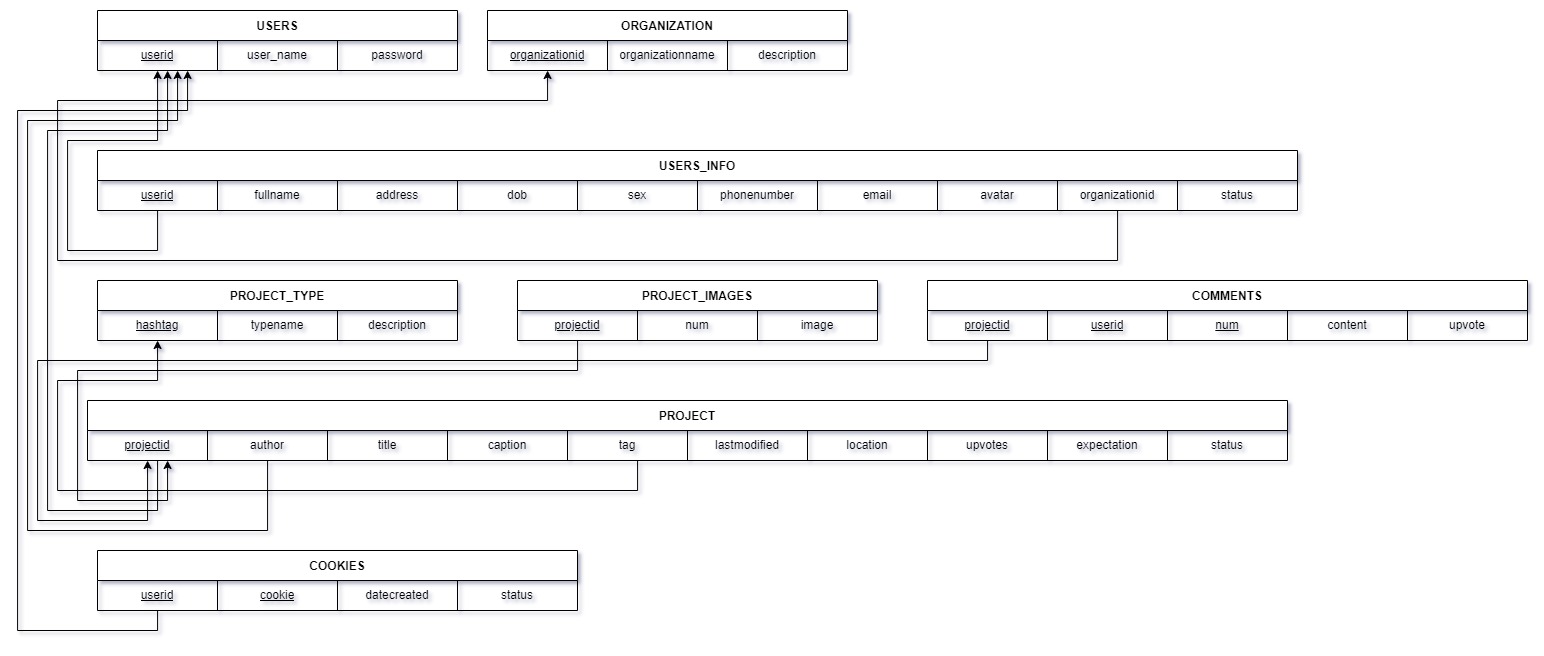 USERS
userid user_name password
ORGANIZATION
organizationid organizationname description
USERS_INFO
userid fullname address dob sex phonenumber email avatar organizationid status
PROJECT_TYPE
hashtag typename description
PROJECT_IMAGES
projectid num image
COMMENTS
projectid userid num content upvote
PROJECT
projectid author title caption tag lastmodified location upvotes expectation status
COOKIES
userid cookie datecreated status